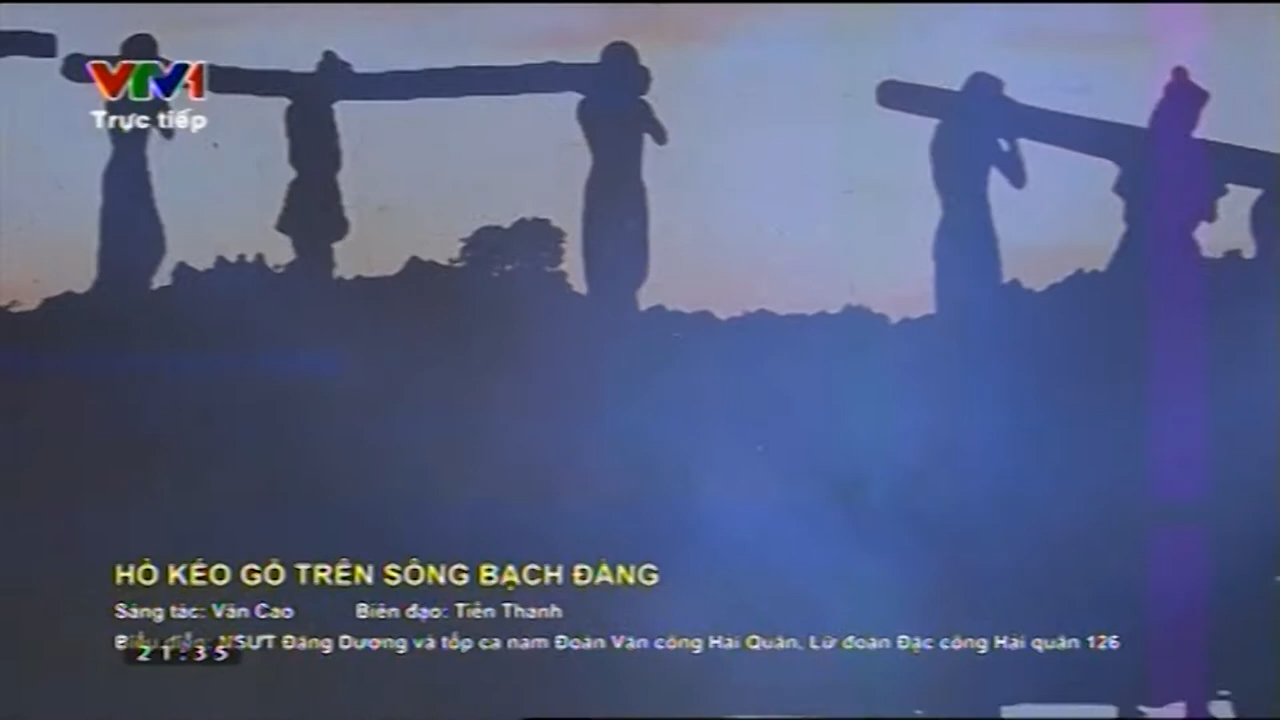 VTV1
Trực tiếp
HÒ KÉO GỖ TRÊN SÔNG BẠCH ĐẰNG
Sáng tác: Văn Cao Biên đạo: Tiến Thanh
Biểu diễn: NSƯT Đăng Dương và tốp ca nam Đoàn Văn công Hải Quân, Lữ đoàn Đặc công Hải quân 126
21:35